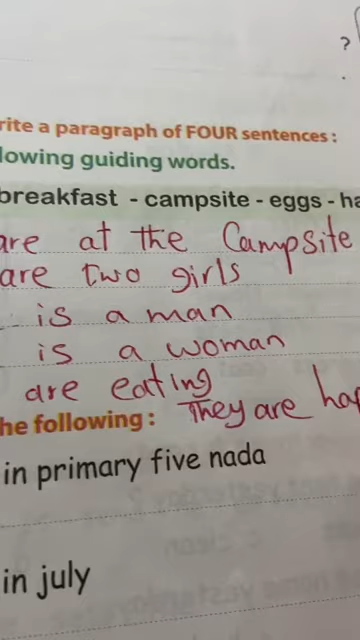 ?
rite a paragraph of FOUR sentences :
lowing guiding words.
breakfast - campsite - eggs - ha
are at the Campsite
are two girls
is a man
is a woman
are eating
They are hap
he following :
in primary five nada
in july